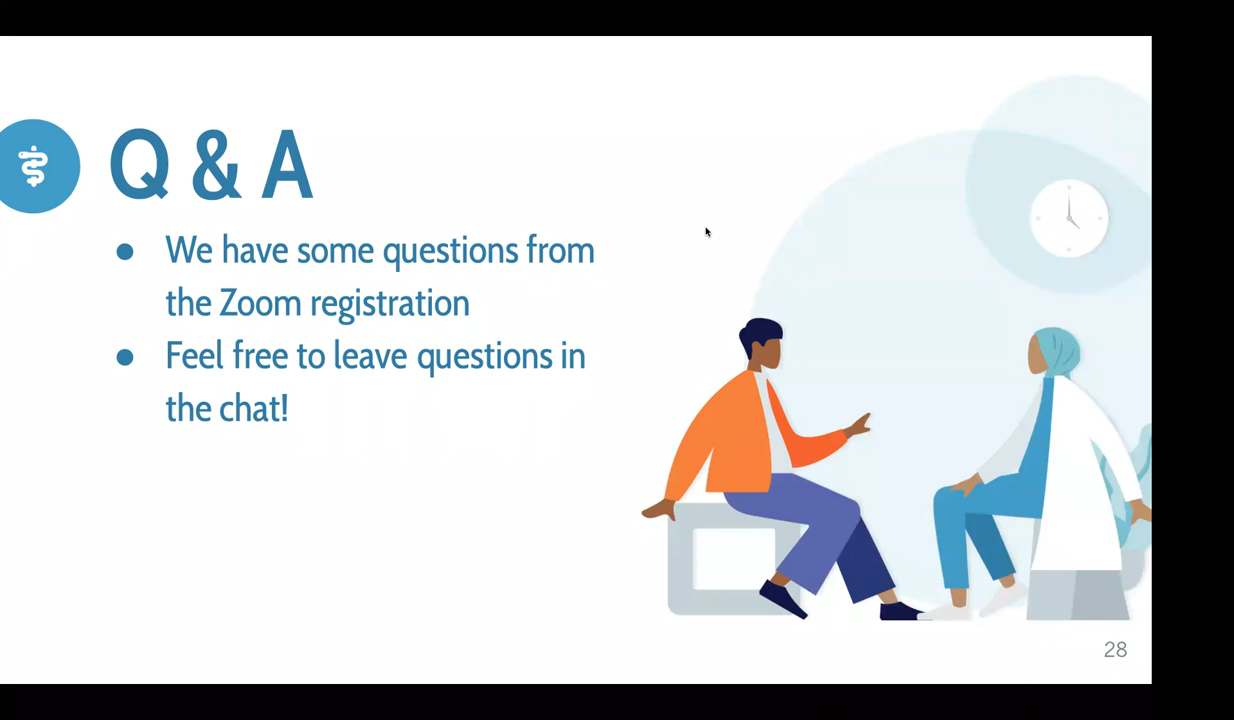 Q & A
● We have some questions from
the Zoom registration
● Feel free to leave questions in
the chat!
28